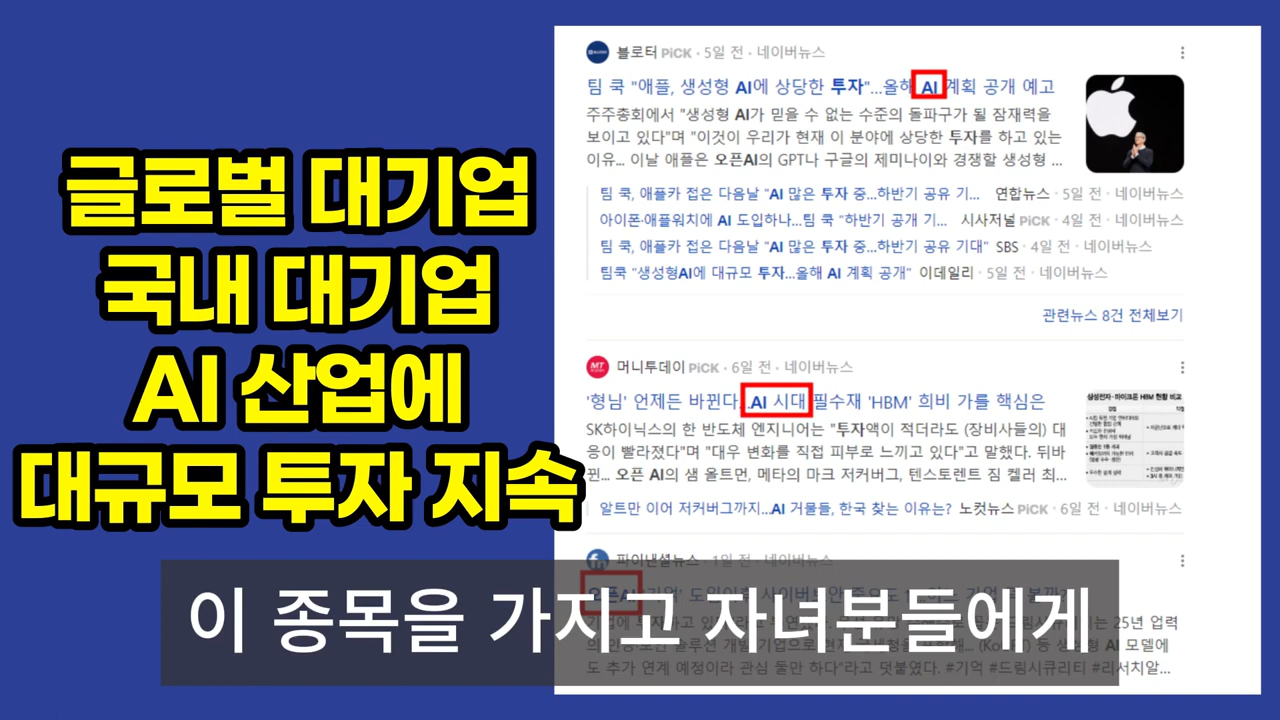 글로벌 대기업
국내 대기업
AI 산업에
대규모 투자 지속
블로터 PiCK · 5일 전 · 네이버뉴스
팀 쿡 "애플, 생성형 AI에 상당한 투자"...올해 AI 계획 공개 예고
주주총회에서 "생성형 AI가 믿을 수 없는 수준의 돌파구가 될 잠재력을
보이고 있다"며 "이것이 우리가 현재 이 분야에 상당한 투자를 하고 있는
이유... 이날 애플은 오픈AI의 GPT나 구글의 제미나이와 경쟁할 생성형 ...
팀 쿡, 애플카 접은 다음날 "AI 많은 투자 중...하반기 공유 기... 연합뉴스 · 5일 전 · 네이버뉴스
아이폰·애플워치에 AI 도입하나...팀 쿡 "하반기 공개 기... 시사저널 PiCK · 4일 전 · 네이버뉴스
팀 쿡, 애플카 접은 다음날 "AI 많은 투자 중...하반기 공유 기대" SBS · 4일 전 · 네이버뉴스
팀쿡 "생성형AI에 대규모 투자...올해 AI 계획 공개" 이데일리 · 5일 전 · 네이버뉴스
관련뉴스 8건 전체보기
MT
머니투데이 PiCK · 6일 전 · 네이버뉴스
'형님' 언제든 바뀐다...AI 시대 필수재 'HBM' 희비 가를 핵심은
삼성전자·마이크론 HBM 현황 비교
SK하이닉스의 한 반도체 엔지니어는 "투자액이 적더라도 (장비사들의) 대
응이 빨라졌다"며 "대우 변화를 직접 피부로 느끼고 있다"고 말했다. 뒤바
뀐... 오픈 AI의 샘 올트먼, 메타의 마크 저커버그, 텐스토렌트 짐 켈러 최...
알트만 이어 저커버그까지...AI 거물들, 한국 찾는 이유는? 노컷뉴스 PiCK · 6일 전 · 네이버뉴스
파이낸셜뉴스 · 1일 전 · 네이버뉴스
오픈AI
는 25년 업력
AI 모델에
도 추가 연계 예정이라 관심 둘만 하다"라고 덧붙였다. #기억 #드림시큐리티 #리서치알...
이 종목을 가지고 자녀분들에게